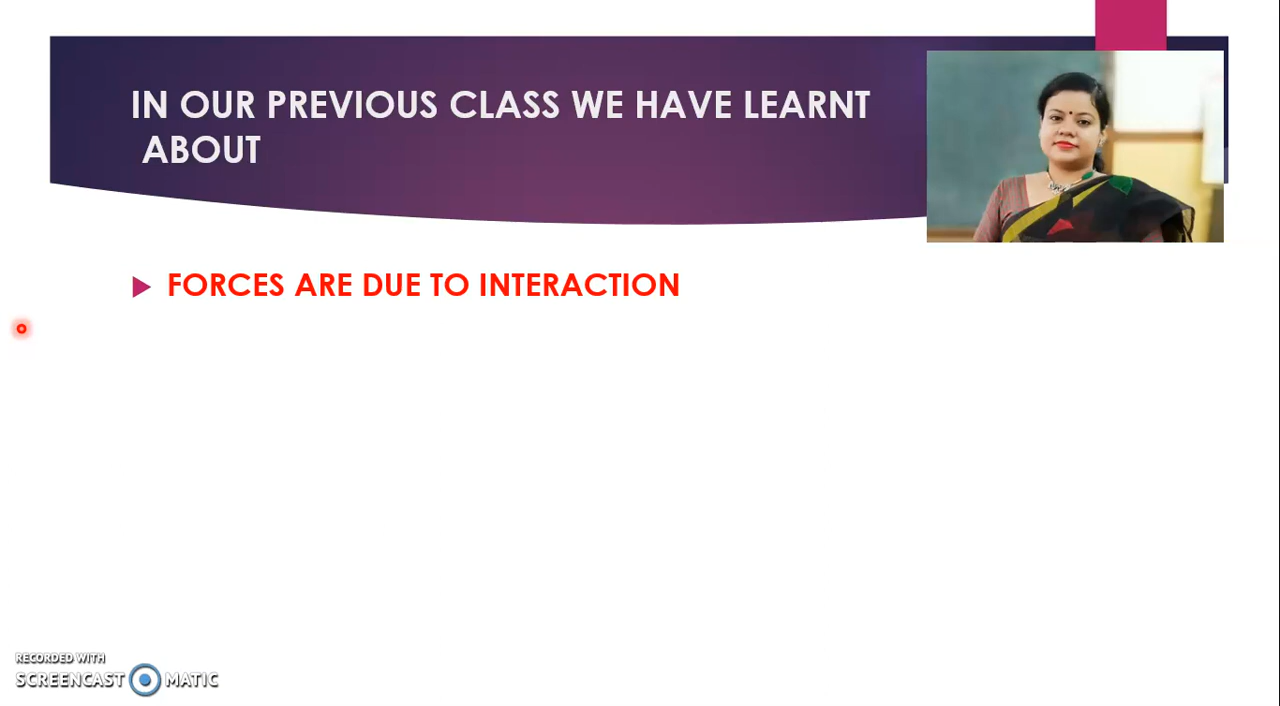 IN OUR PREVIOUS CLASS WE HAVE LEARNT
ABOUT
FORCES ARE DUE TO INTERACTION
RECORDED WITH
SCREENCAST MATIC